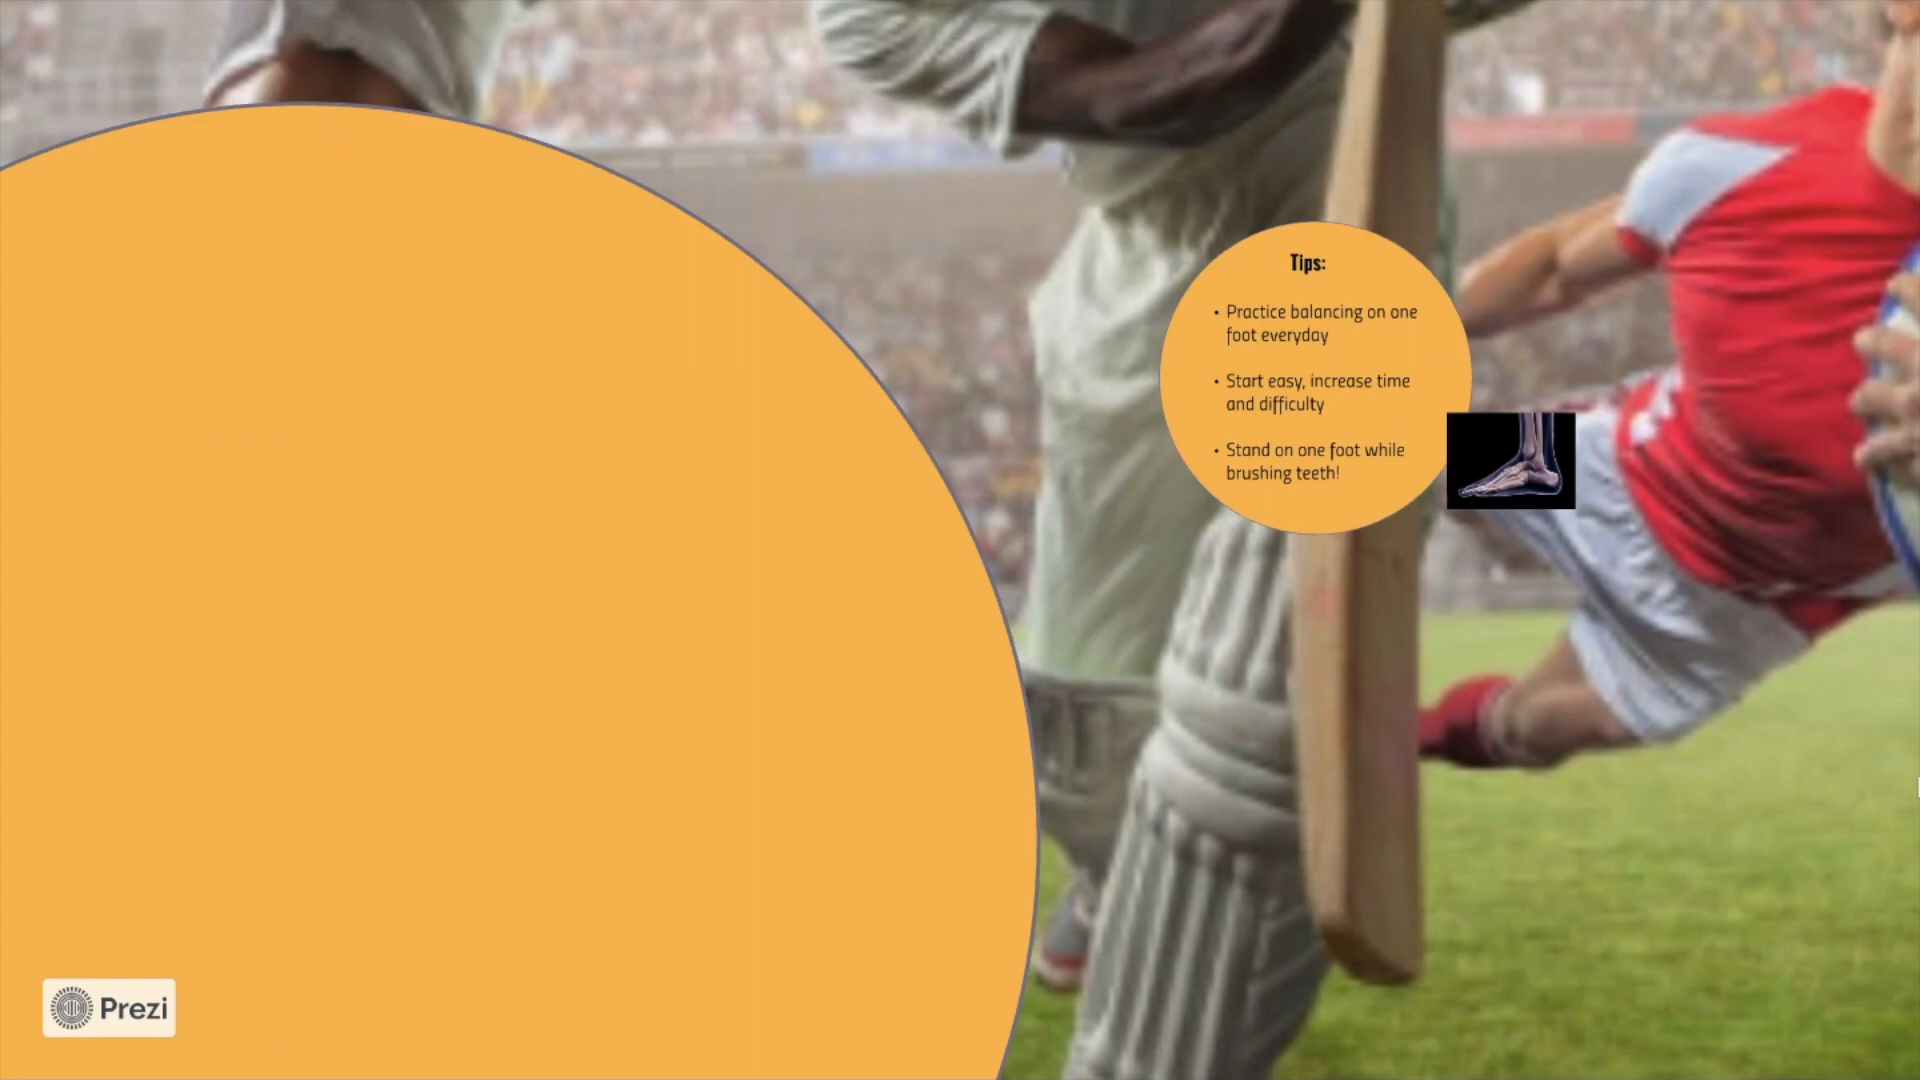 Tips:
• Practice balancing on one
foot everyday
• Start easy, increase time
and difficulty
• Stand on one foot while
brushing teeth!
Prezi